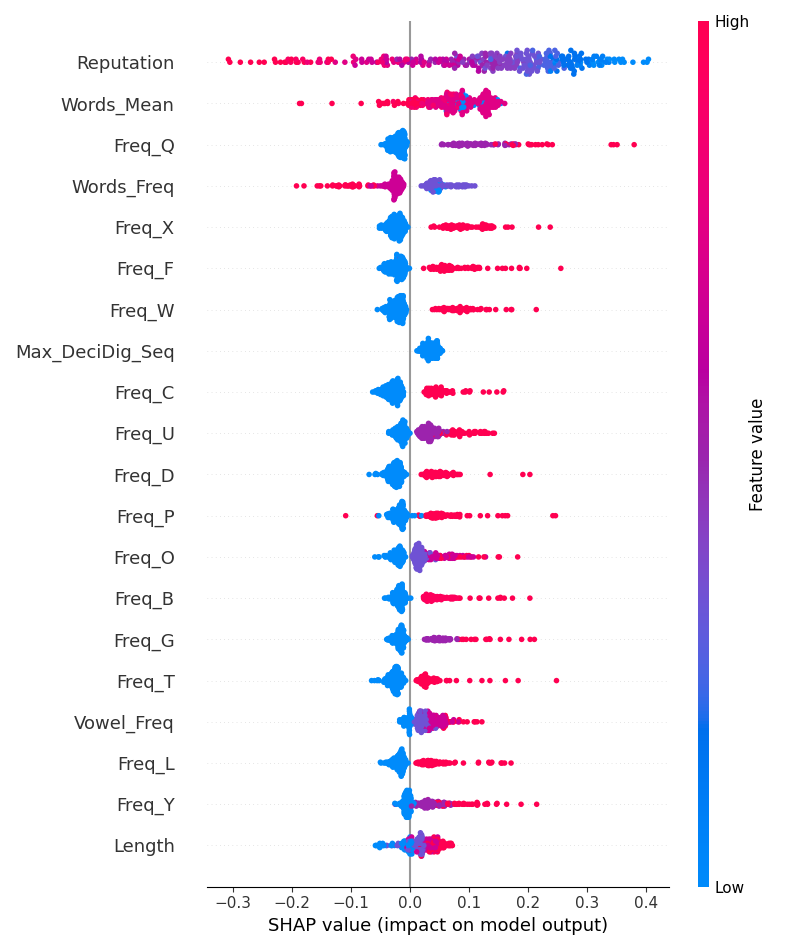 High
Reputation
Words_Mean
Freq_Q
Words_Freq
Freq_X
Freq_F
Freq_W
Max_DeciDig_Seq
Freq_C
Freq_U
Freq_D
Freq_P
Freq_O
Freq_B
Freq_G
Freq_T
Vowel_Freq
Freq_L
Freq_Y
Length
Feature value
Low
−0.3 −0.2 −0.1 0.0 0.1 0.2 0.3 0.4
SHAP value (impact on model output)